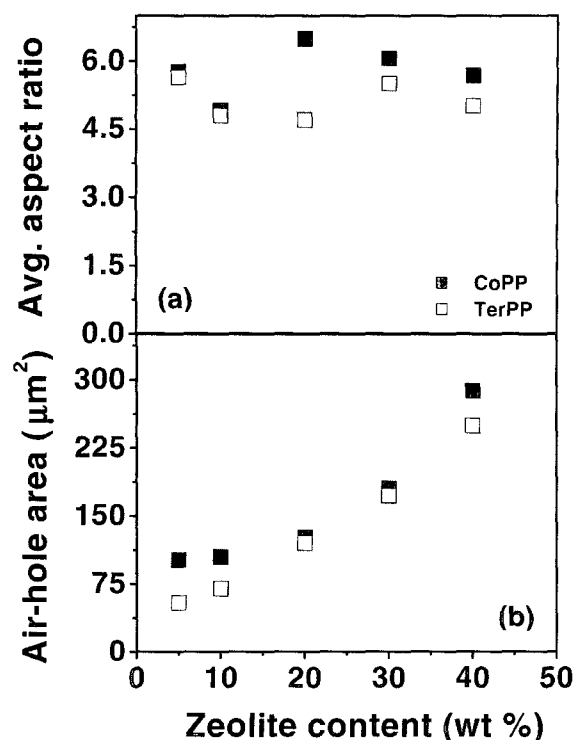 Avg. aspect ratio
6.0
4.5
3.0
1.5
0.0
(a)
CoPP
TerPP
Air-hole area (μm²)
300
225
150
75
0
(b)
0 10 20 30 40 50
Zeolite content (wt %)